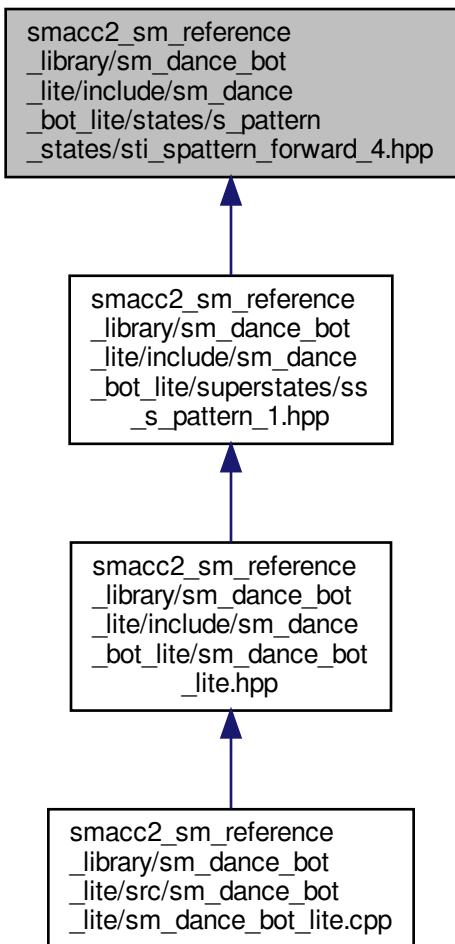 smacc2_sm_reference
_library/sm_dance_bot
_lite/include/sm_dance
_bot_lite/states/s_pattern
_states/sti_spattern_forward_4.hpp
smacc2_sm_reference
_library/sm_dance_bot
_lite/include/sm_dance
_bot_lite/superstates/ss
_s_pattern_1.hpp
smacc2_sm_reference
_library/sm_dance_bot
_lite/include/sm_dance
_bot_lite/sm_dance_bot
_lite.hpp
smacc2_sm_reference
_library/sm_dance_bot
_lite/src/sm_dance_bot
_lite/sm_dance_bot_lite.cpp